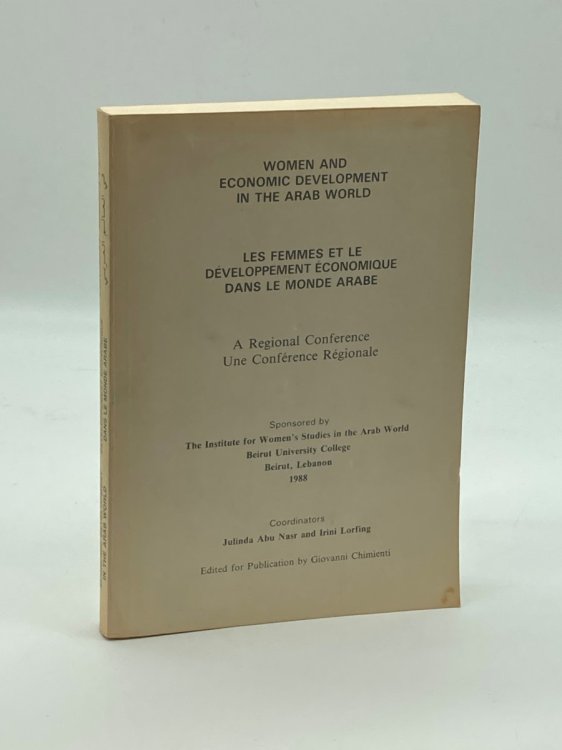 WOMEN AND
ECONOMIC DEVELOPMENT
IN THE ARAB WORLD
LES FEMMES ET LE
DÉVELOPPEMENT ÉCONOMIQUE
DANS LE MONDE ARABE
A Regional Conference
Une Conférence Régionale
Sponsored by
The Institute for Women's Studies in the Arab World
Beirut University College
Beirut, Lebanon
1988
Coordinators
Julinda Abu Nasr and Irini Lorfing
Edited for Publication by Giovanni Chimienti
في العالم العربي
DANS LE MONDE ARABE
IN THE ARAB WORLD